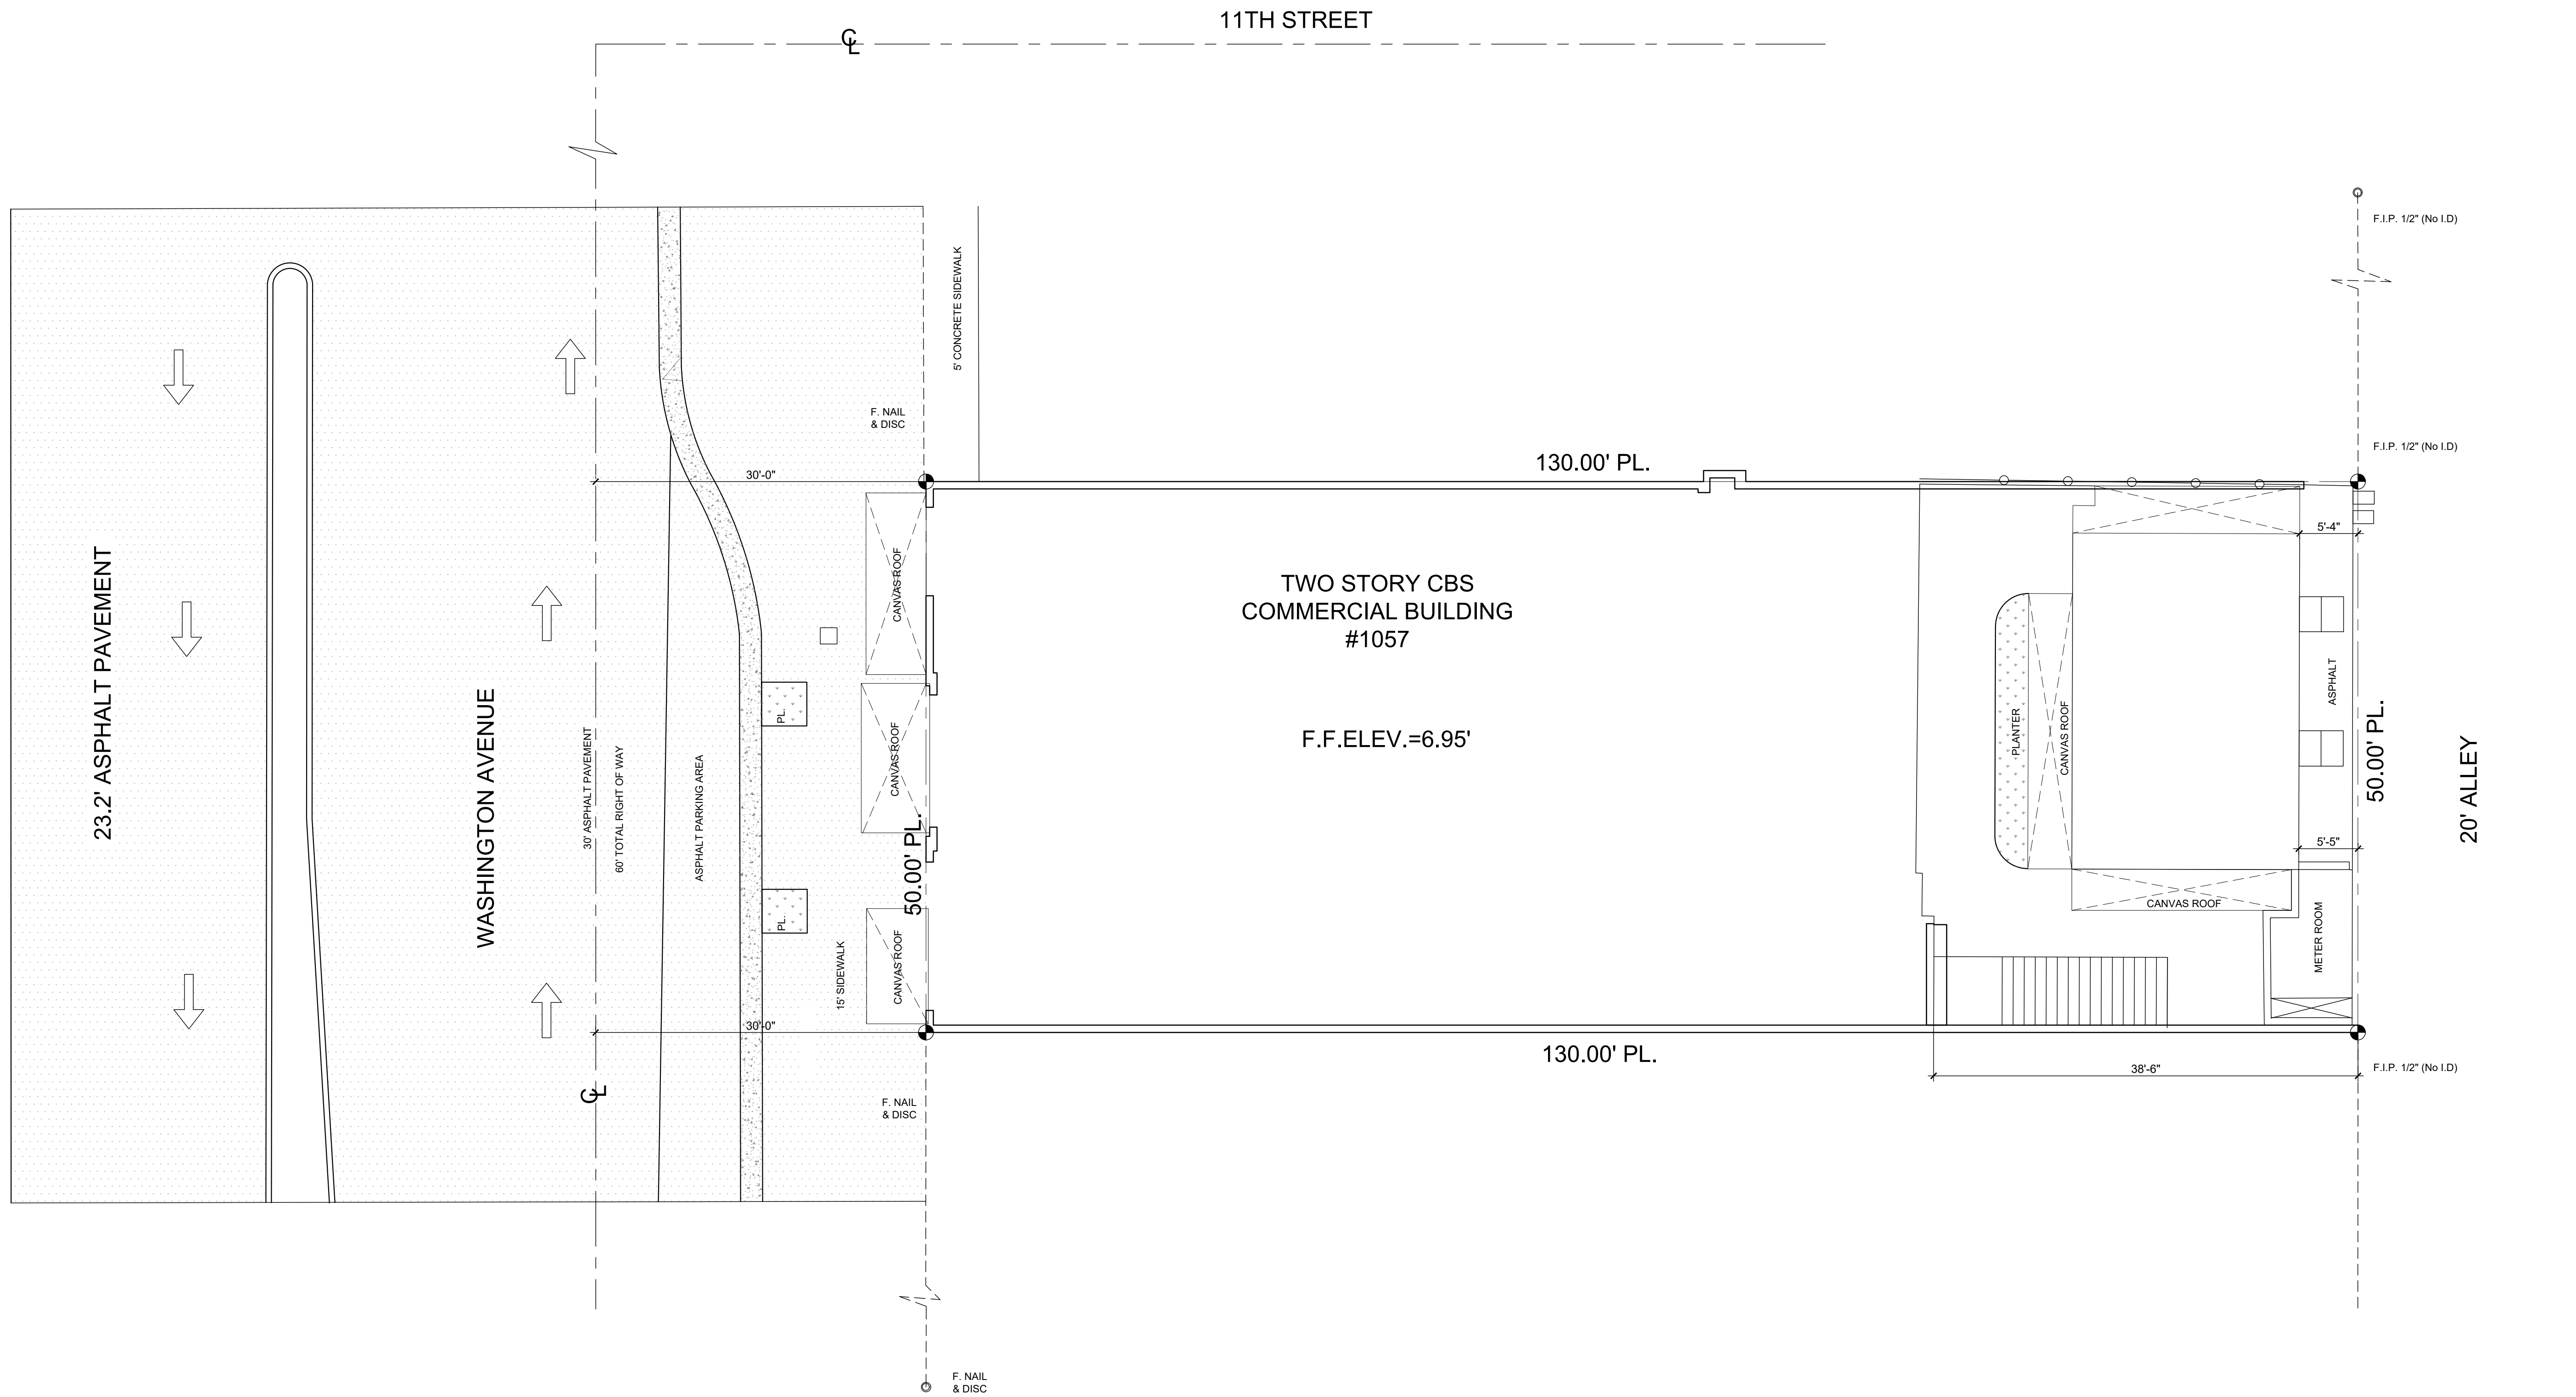 11TH STREET
CL
F.I.P. 1/2" (No I.D)
5' CONCRETE SIDEWALK
F. NAIL
& DISC
F.I.P. 1/2" (No I.D)
130.00' PL.
30'-0"
5'-4"
CANVAS ROOF
TWO STORY CBS
COMMERCIAL BUILDING
#1057
23.2' ASPHALT PAVEMENT
WASHINGTON AVENUE
30' ASPHALT PAVEMENT
60' TOTAL RIGHT OF WAY
ASPHALT PARKING AREA
PL.
CANVAS ROOF
F.F.ELEV.=6.95'
PLANTER
CANVAS ROOF
ASPHALT
50.00' PL.
20' ALLEY
5'-5"
50.00' PL.
PL.
15' SIDEWALK
CANVAS ROOF
CANVAS ROOF
METER ROOM
30'-0"
130.00' PL.
38'-6"
F.I.P. 1/2" (No I.D)
CL
F. NAIL
& DISC
F. NAIL
& DISC